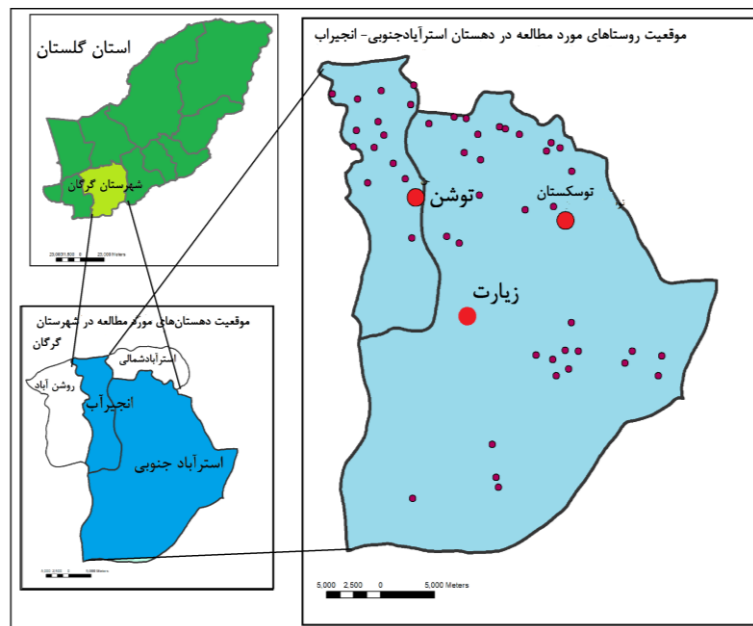 استان گلستان
شهرستان گرگان
موقعیت روستاهای مورد مطالعه در دهستان استرآیادجنوبی- انجیراب
توشن
توسکستان
زیارت
5,000 2,500 0 5,000 Meters
موقعیت دهستان‌های مورد مطالعه در شهرستان
گرگان
استرآبادشمالی
روشن آباد
انجیرآب
استرآباد جنوبی